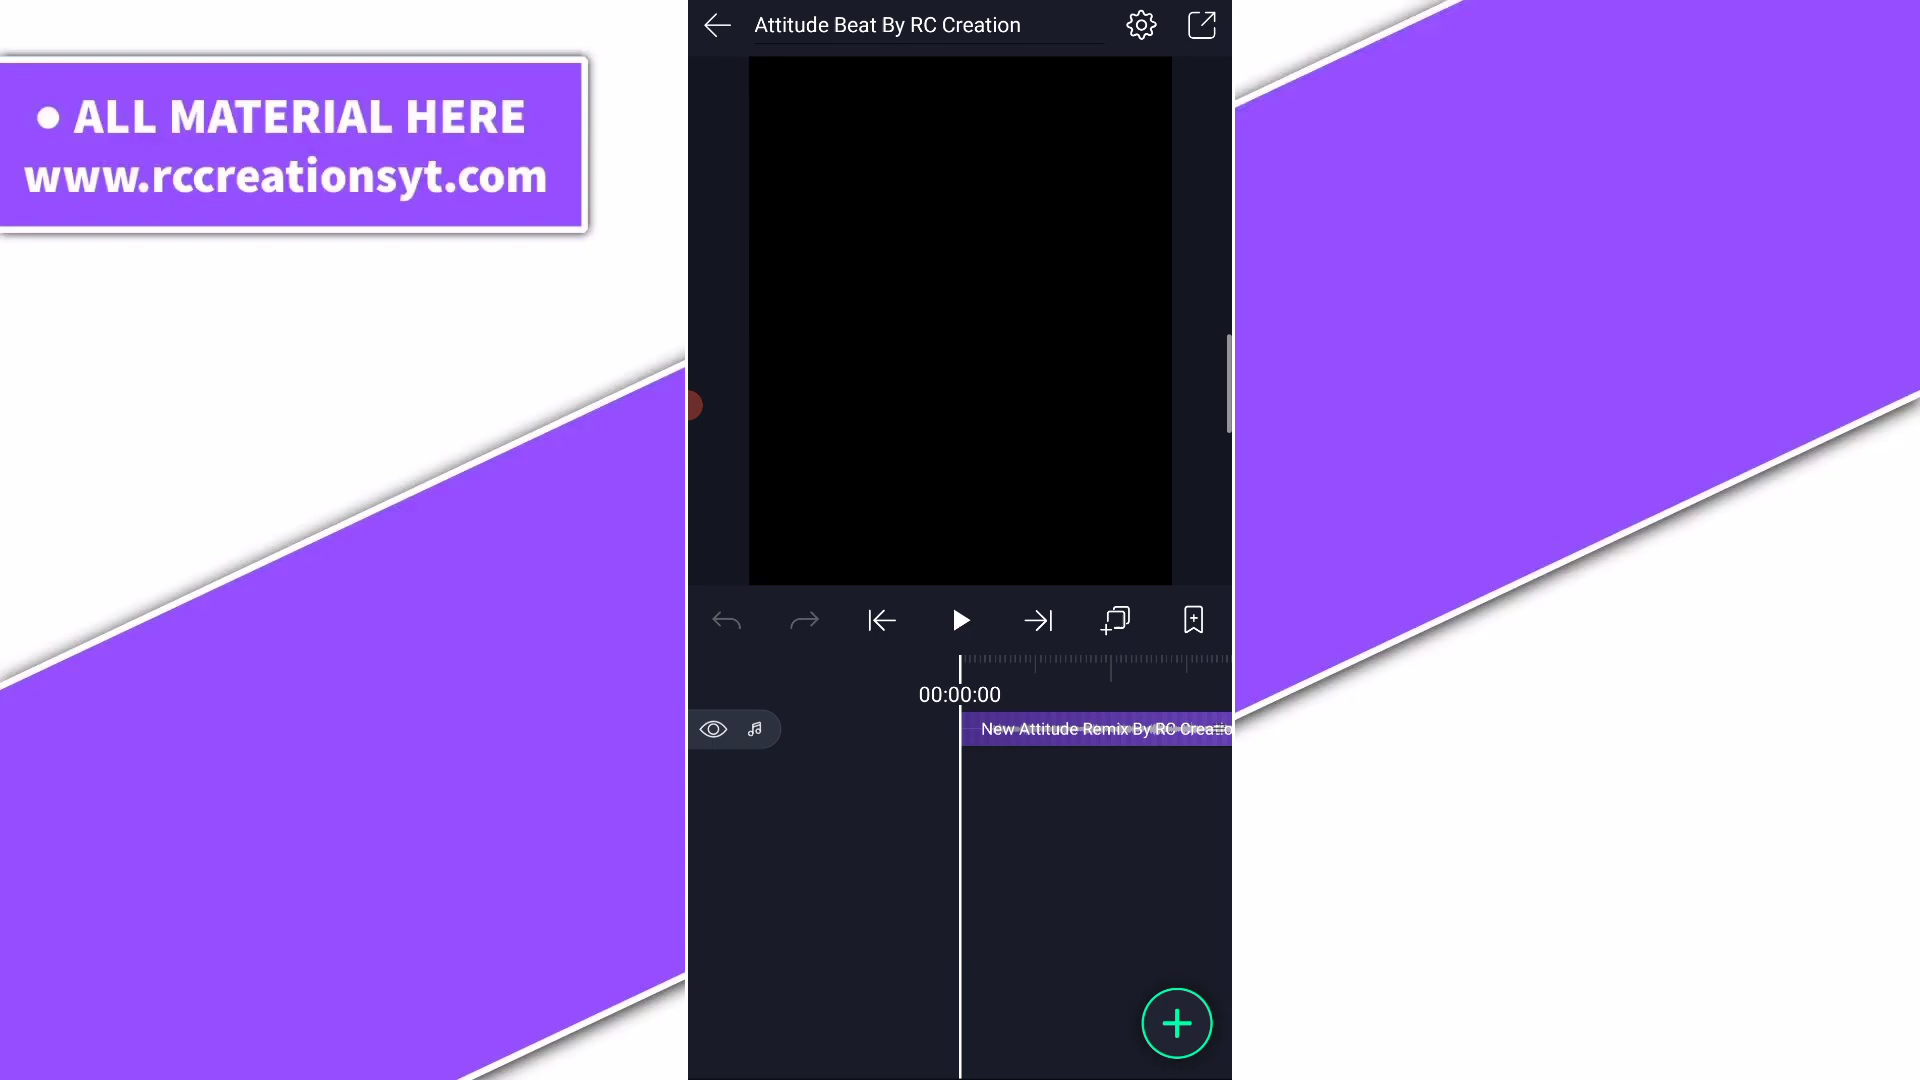 • ALL MATERIAL HERE
www.rccreationsyt.com
Attitude Beat By RC Creation
00:00:00
New Attitude Remix By RC Creatio